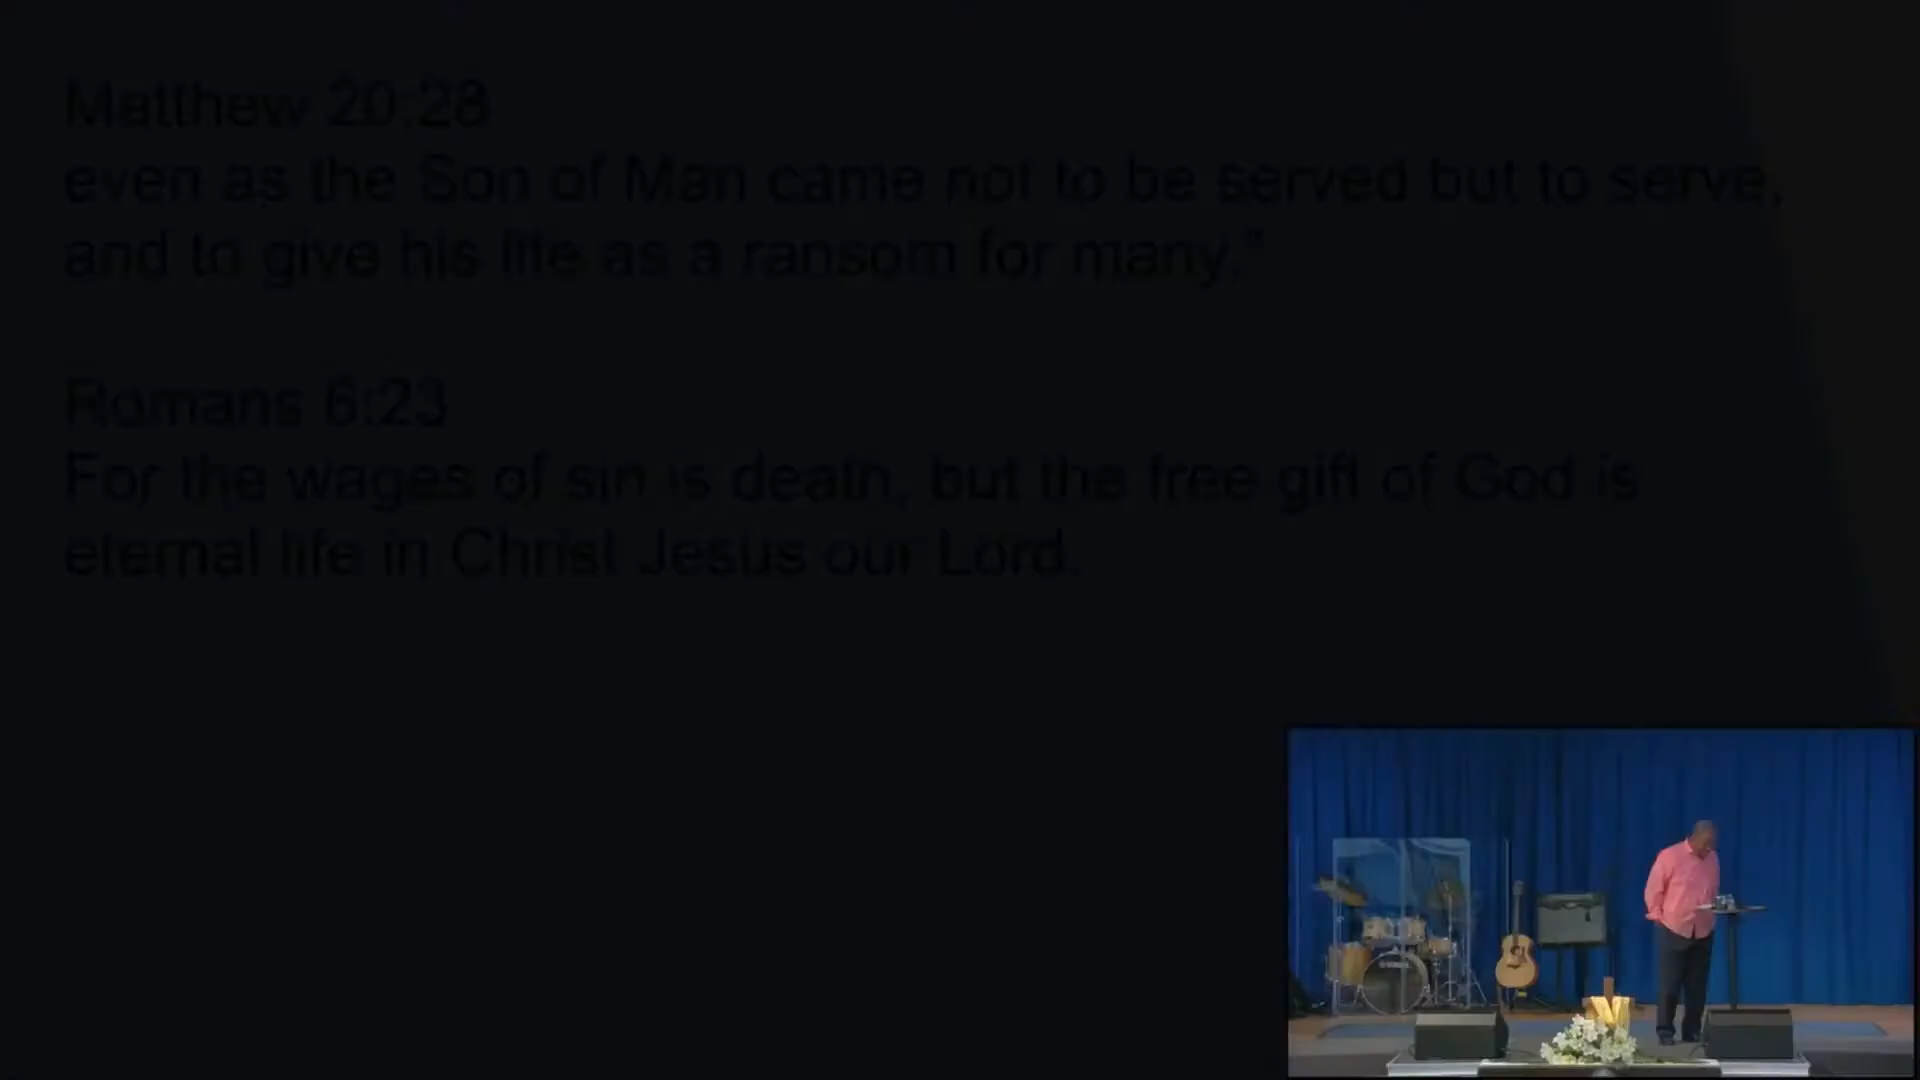 Matthew 20:28
even as the Son of Man came not to be served but to serve,
and to give his life as a ransom for many."
Romans 6:23
For the wages of sin is death, but the free gift of God is
eternal life in Christ Jesus our Lord.